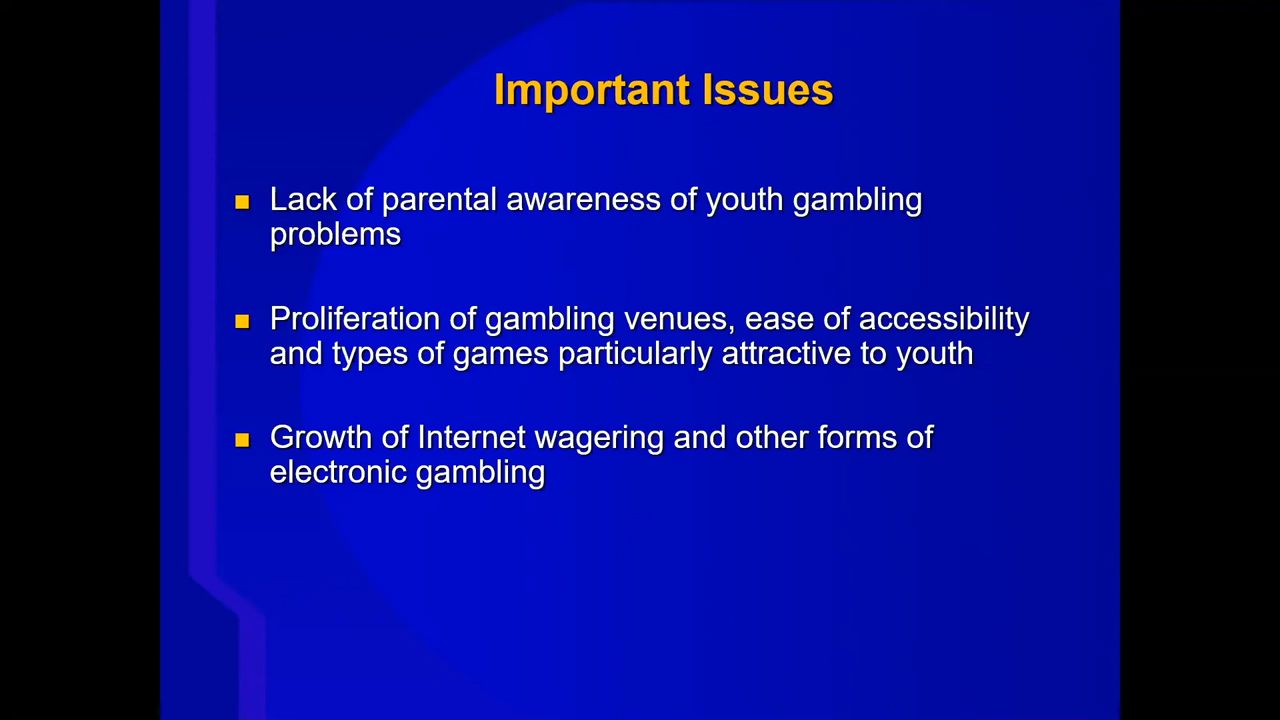 Important Issues
Lack of parental awareness of youth gambling
problems
Proliferation of gambling venues, ease of accessibility
and types of games particularly attractive to youth
Growth of Internet wagering and other forms of
electronic gambling